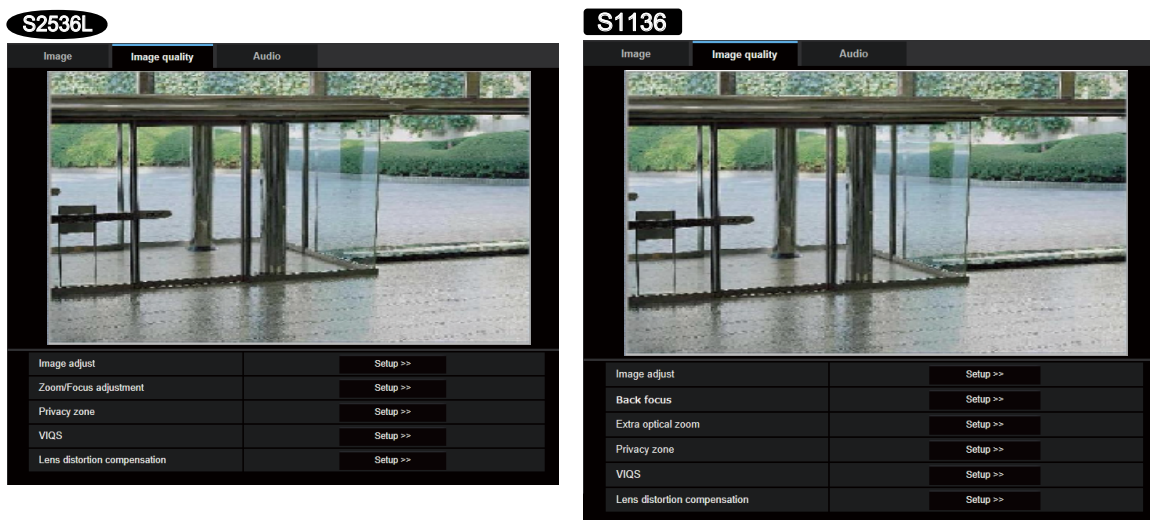 S2536L
Image Image quality Audio
Image adjust Setup >>
Zoom/Focus adjustment Setup >>
Privacy zone Setup >>
VIQS Setup >>
Lens distortion compensation Setup >>
S1136
Image Image quality Audio
Image adjust Setup >>
Back focus Setup >>
Extra optical zoom Setup >>
Privacy zone Setup >>
VIQS Setup >>
Lens distortion compensation Setup >>